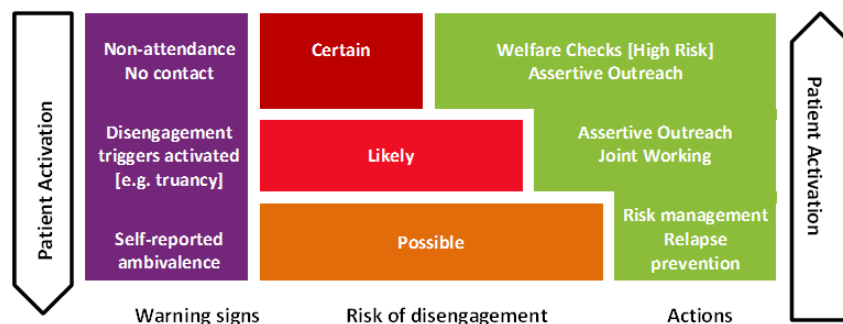 Patient Activation
Non-attendance
No contact
Certain
Welfare Checks [High Risk]
Assertive Outreach
Disengagement
triggers activated
[e.g. truancy]
Likely
Assertive Outreach
Joint Working
Self-reported
ambivalence
Possible
Risk management
Relapse
prevention
Patient Activation
Warning signs
Risk of disengagement
Actions